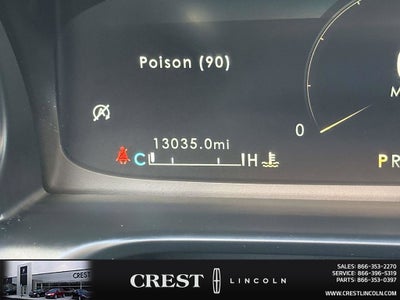 Poison (90)
13035.0mi
C H
0
M
P R
CREST LINCOLN
SALES: 866-353-2270
SERVICE: 866-396-5319
PARTS: 866-353-0397
WWW.CRESTLINCOLN.COM